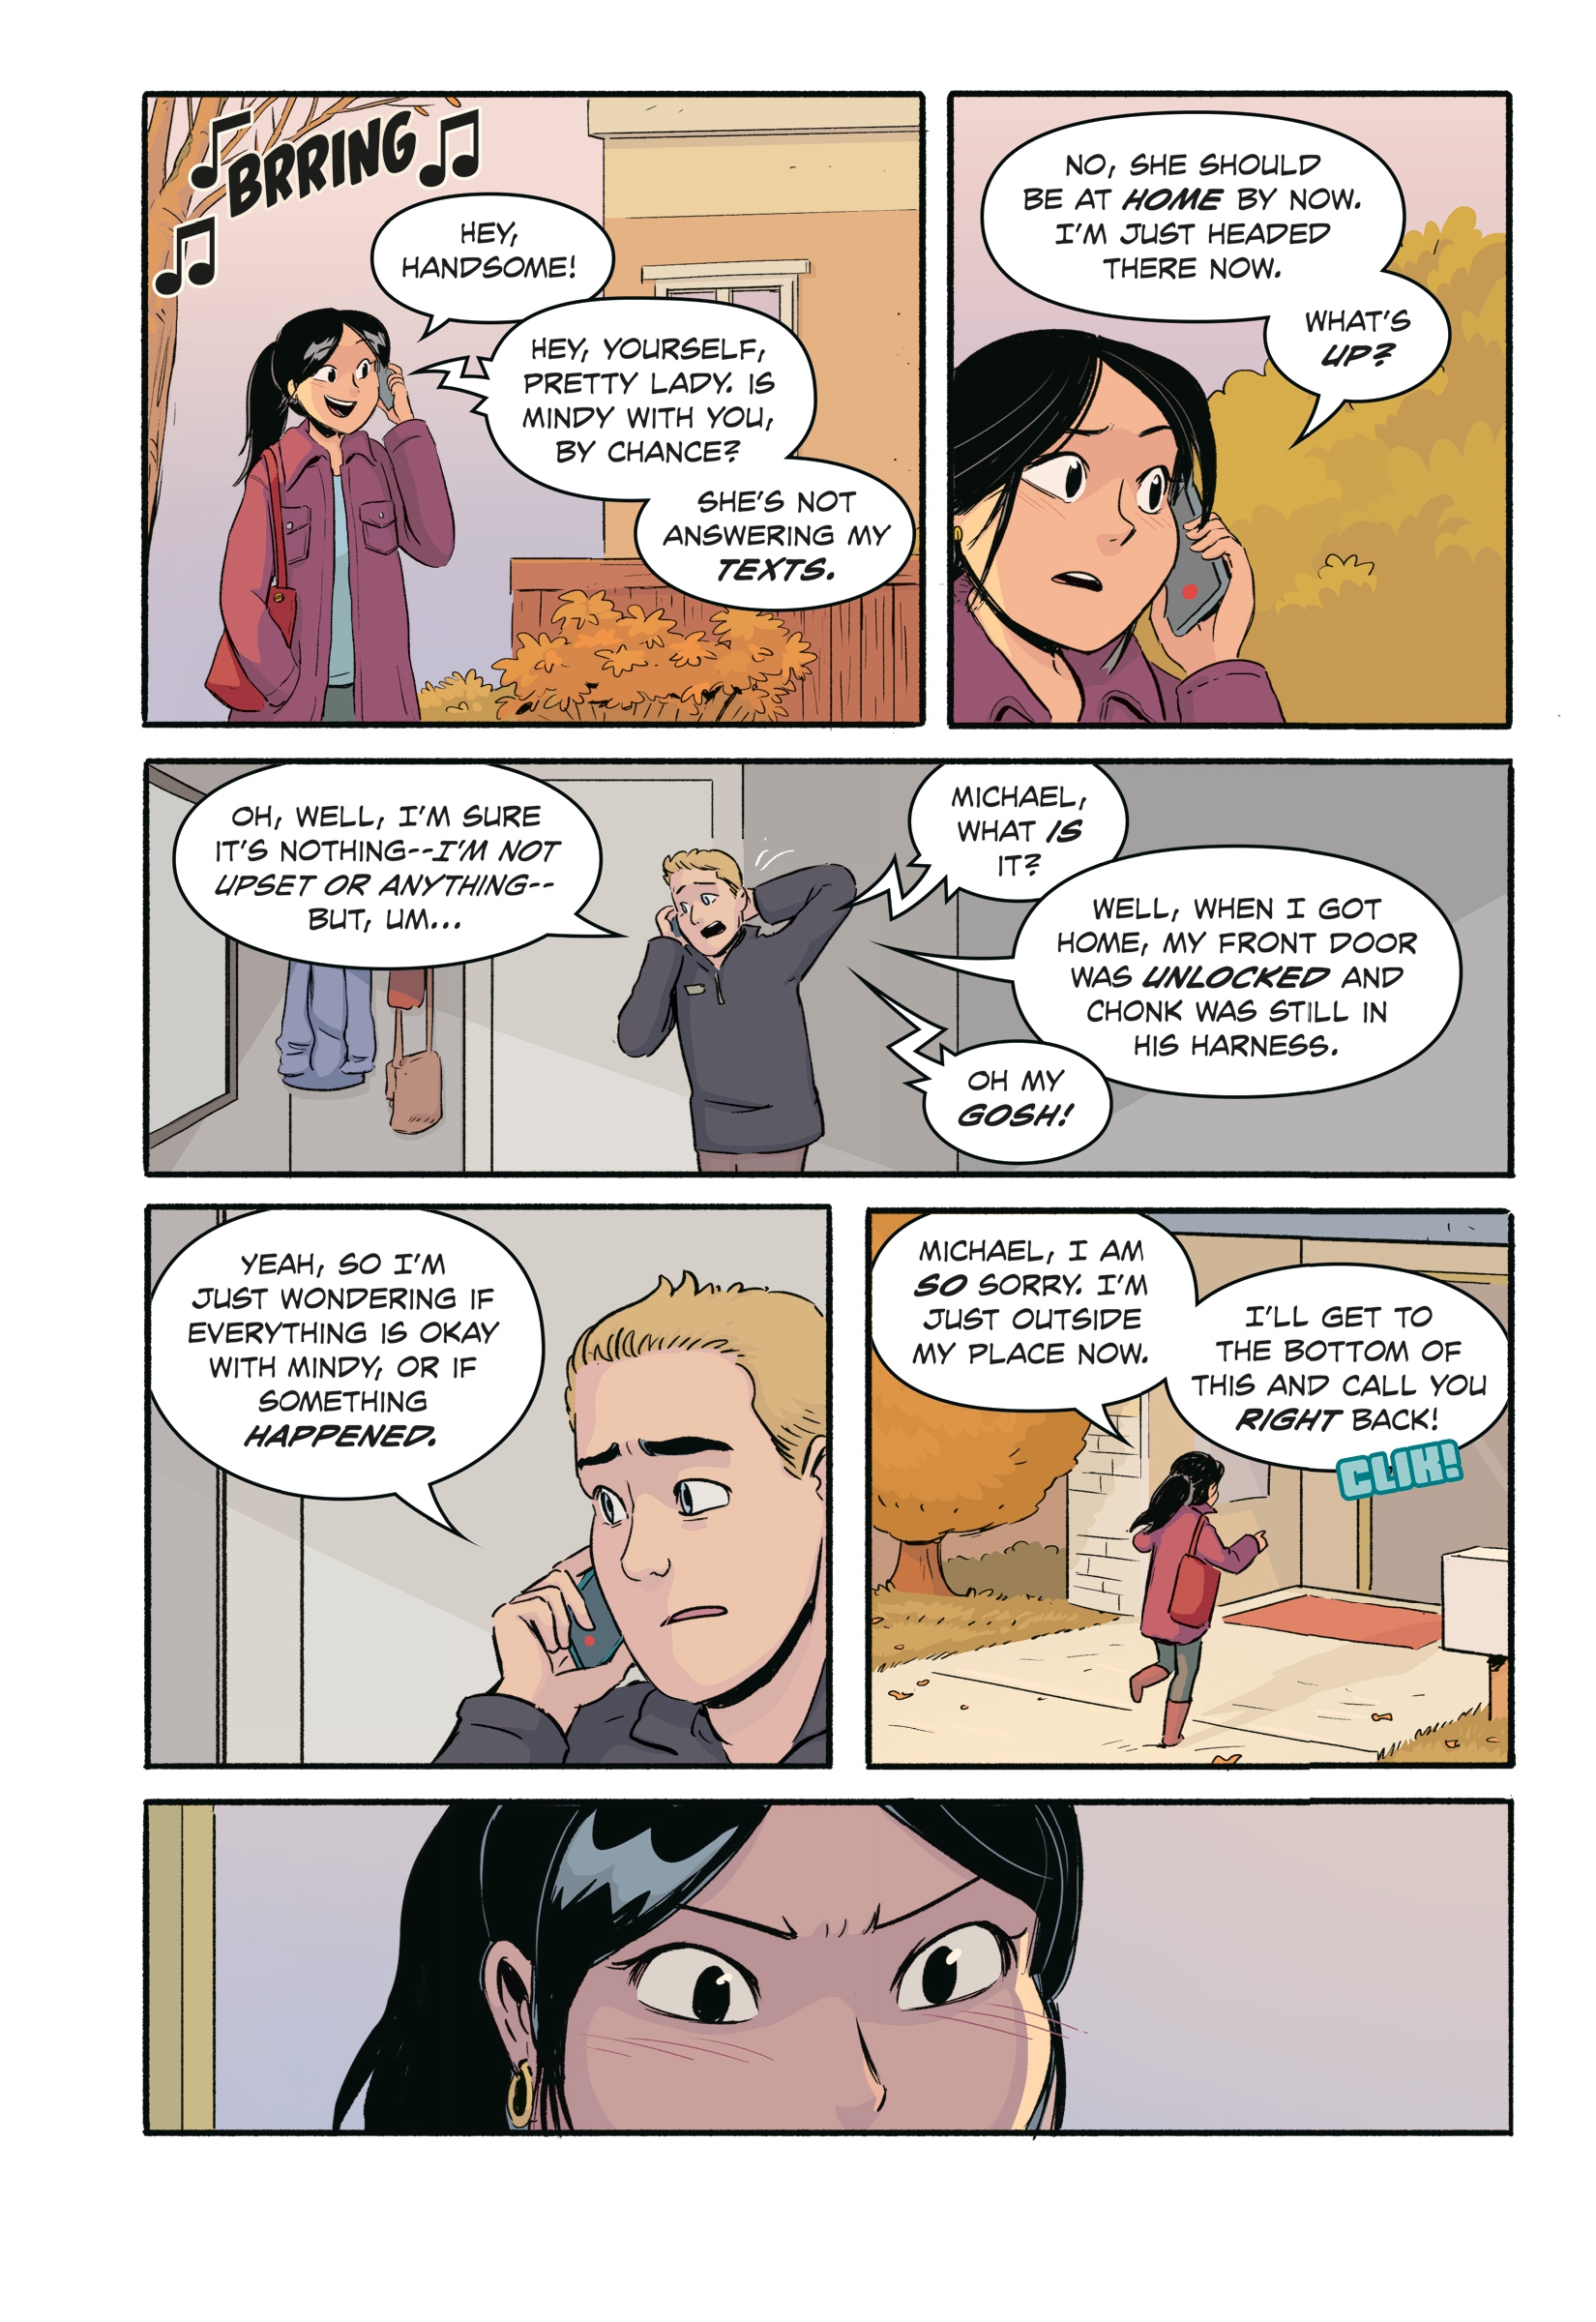 BRRING
HEY,
HANDSOME!
HEY, YOURSELF,
PRETTY LADY. IS
MINDY WITH YOU,
BY CHANCE?
SHE'S NOT
ANSWERING MY
TEXTS.
NO, SHE SHOULD
BE AT HOME BY NOW.
I'M JUST HEADED
THERE NOW.
WHAT'S
UP?
OH, WELL, I'M SURE
IT'S NOTHING--I'M NOT
UPSET OR ANYTHING--
BUT, UM...
MICHAEL,
WHAT IS
IT?
WELL, WHEN I GOT
HOME, MY FRONT DOOR
WAS UNLOCKED AND
CHONK WAS STILL IN
HIS HARNESS.
OH MY
GOSH!
YEAH, SO I'M
JUST WONDERING IF
EVERYTHING IS OKAY
WITH MINDY, OR IF
SOMETHING
HAPPENED.
MICHAEL, I AM
SO SORRY. I'M
JUST OUTSIDE
MY PLACE NOW.
I'LL GET TO
THE BOTTOM OF
THIS AND CALL YOU
RIGHT BACK!
CLIK!